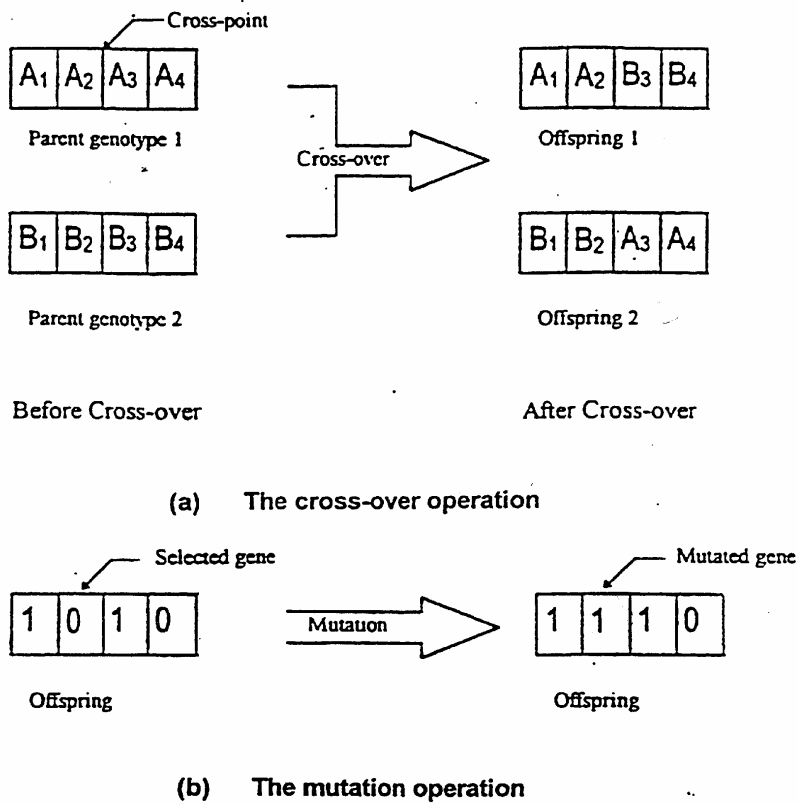 Cross-point
A1 A2 A3 A4
Parent genotype 1
B1 B2 B3 B4
Parent genotype 2
Before Cross-over
Cross-over
A1 A2 B3 B4
Offspring 1
B1 B2 A3 A4
Offspring 2
After Cross-over
(a) The cross-over operation
Selected gene
1 0 1 0
Offspring
Mutation
Mutated gene
1 1 1 0
Offspring
(b) The mutation operation